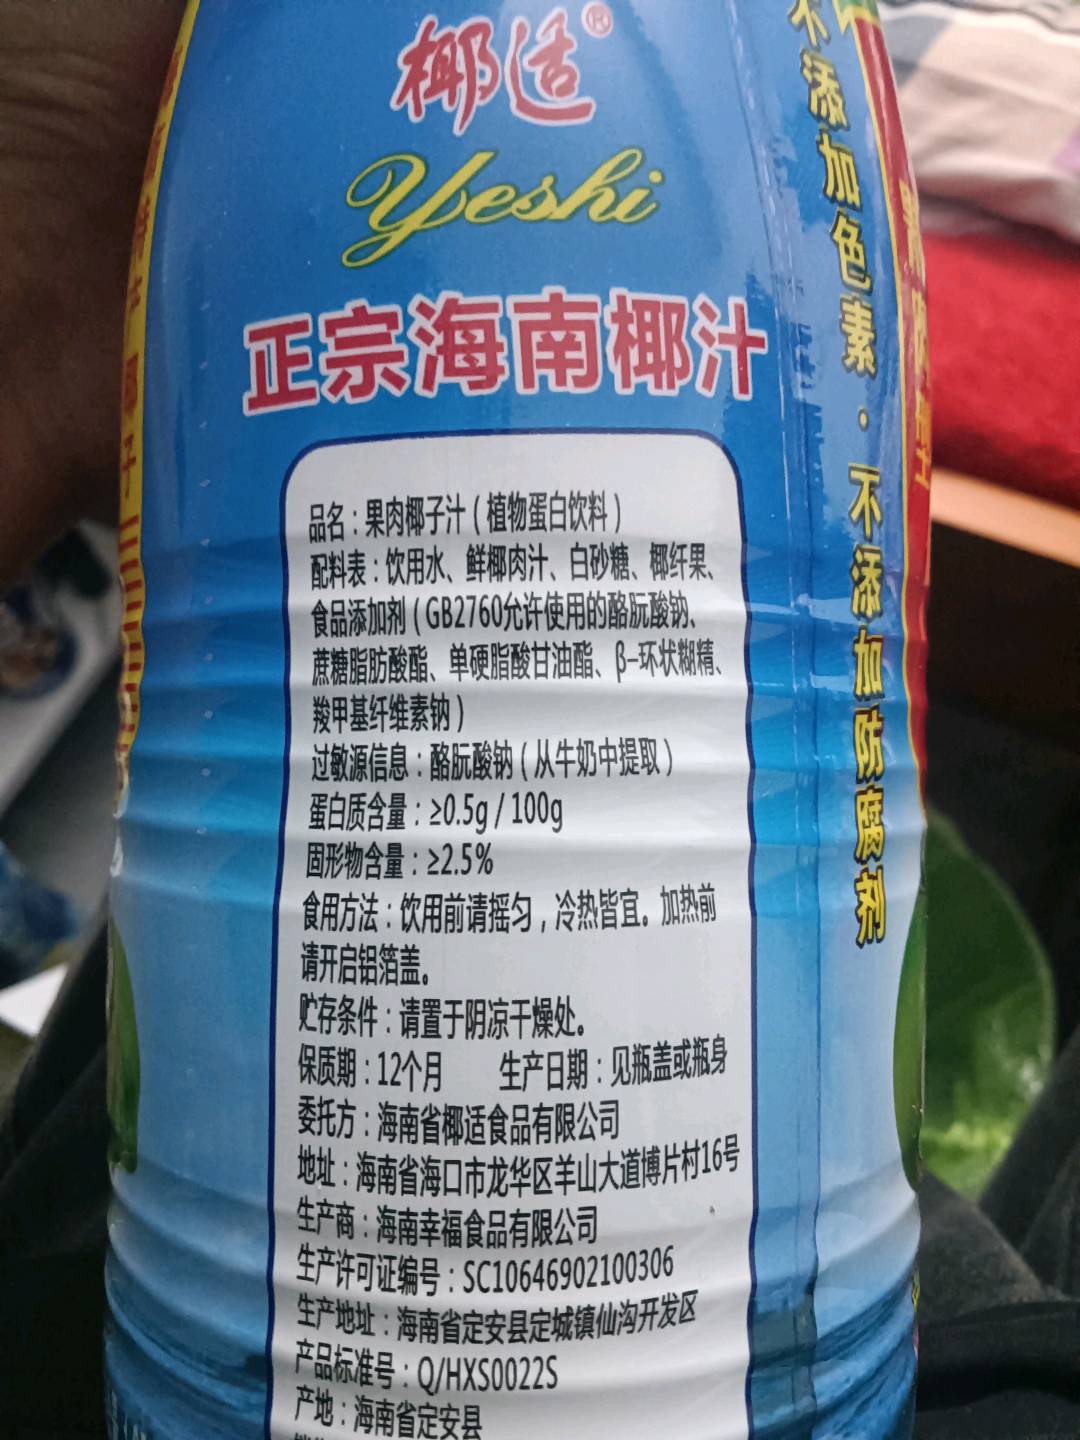 椰适®
Yeshi
正宗海南椰汁
不添加色素·不添加防腐剂
品名：果肉椰子汁（植物蛋白饮料）
配料表：饮用水、鲜椰肉汁、白砂糖、椰纤果、
食品添加剂（GB2760允许使用的酪朊酸钠、
蔗糖脂肪酸酯、单硬脂酸甘油酯、β–环状糊精、
羧甲基纤维素钠）
过敏源信息：酪朊酸钠（从牛奶中提取）
蛋白质含量：≥0.5g / 100g
固形物含量：≥2.5%
食用方法：饮用前请摇匀，冷热皆宜。加热前
请开启铝箔盖。
贮存条件：请置于阴凉干燥处。
保质期：12个月 生产日期：见瓶盖或瓶身
委托方：海南省椰适食品有限公司
地址：海南省海口市龙华区羊山大道博片村16号
生产商：海南幸福食品有限公司
生产许可证编号：SC10646902100306
生产地址：海南省定安县定城镇仙沟开发区
产品标准号：Q/HXS0022S
产地：海南省定安县